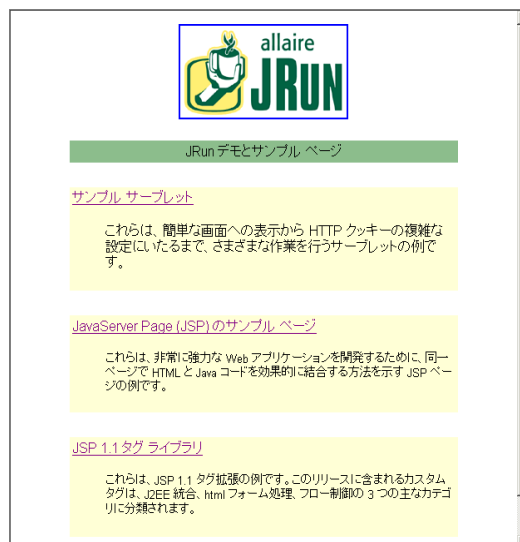 allaire
JRUN
JRun デモとサンプル ページ
サンプル サーブレット
これらは、簡単な画面への表示から HTTP クッキーの複雑な
設定にいたるまで、さまざまな作業を行うサーブレットの例で
す。
JavaServer Page (JSP) のサンプル ページ
これらは、非常に強力な Web アプリケーションを開発するために、同一
ページで HTML と Java コードを効果的に結合する方法を示す JSP ペー
ジの例です。
JSP 1.1 タグ ライブラリ
これらは、JSP 1.1 タグ拡張の例です。このリリースに含まれるカスタム
タグは、J2EE 統合、html フォーム処理、フロー制御の 3 つの主なカテゴ
リに分類されます。